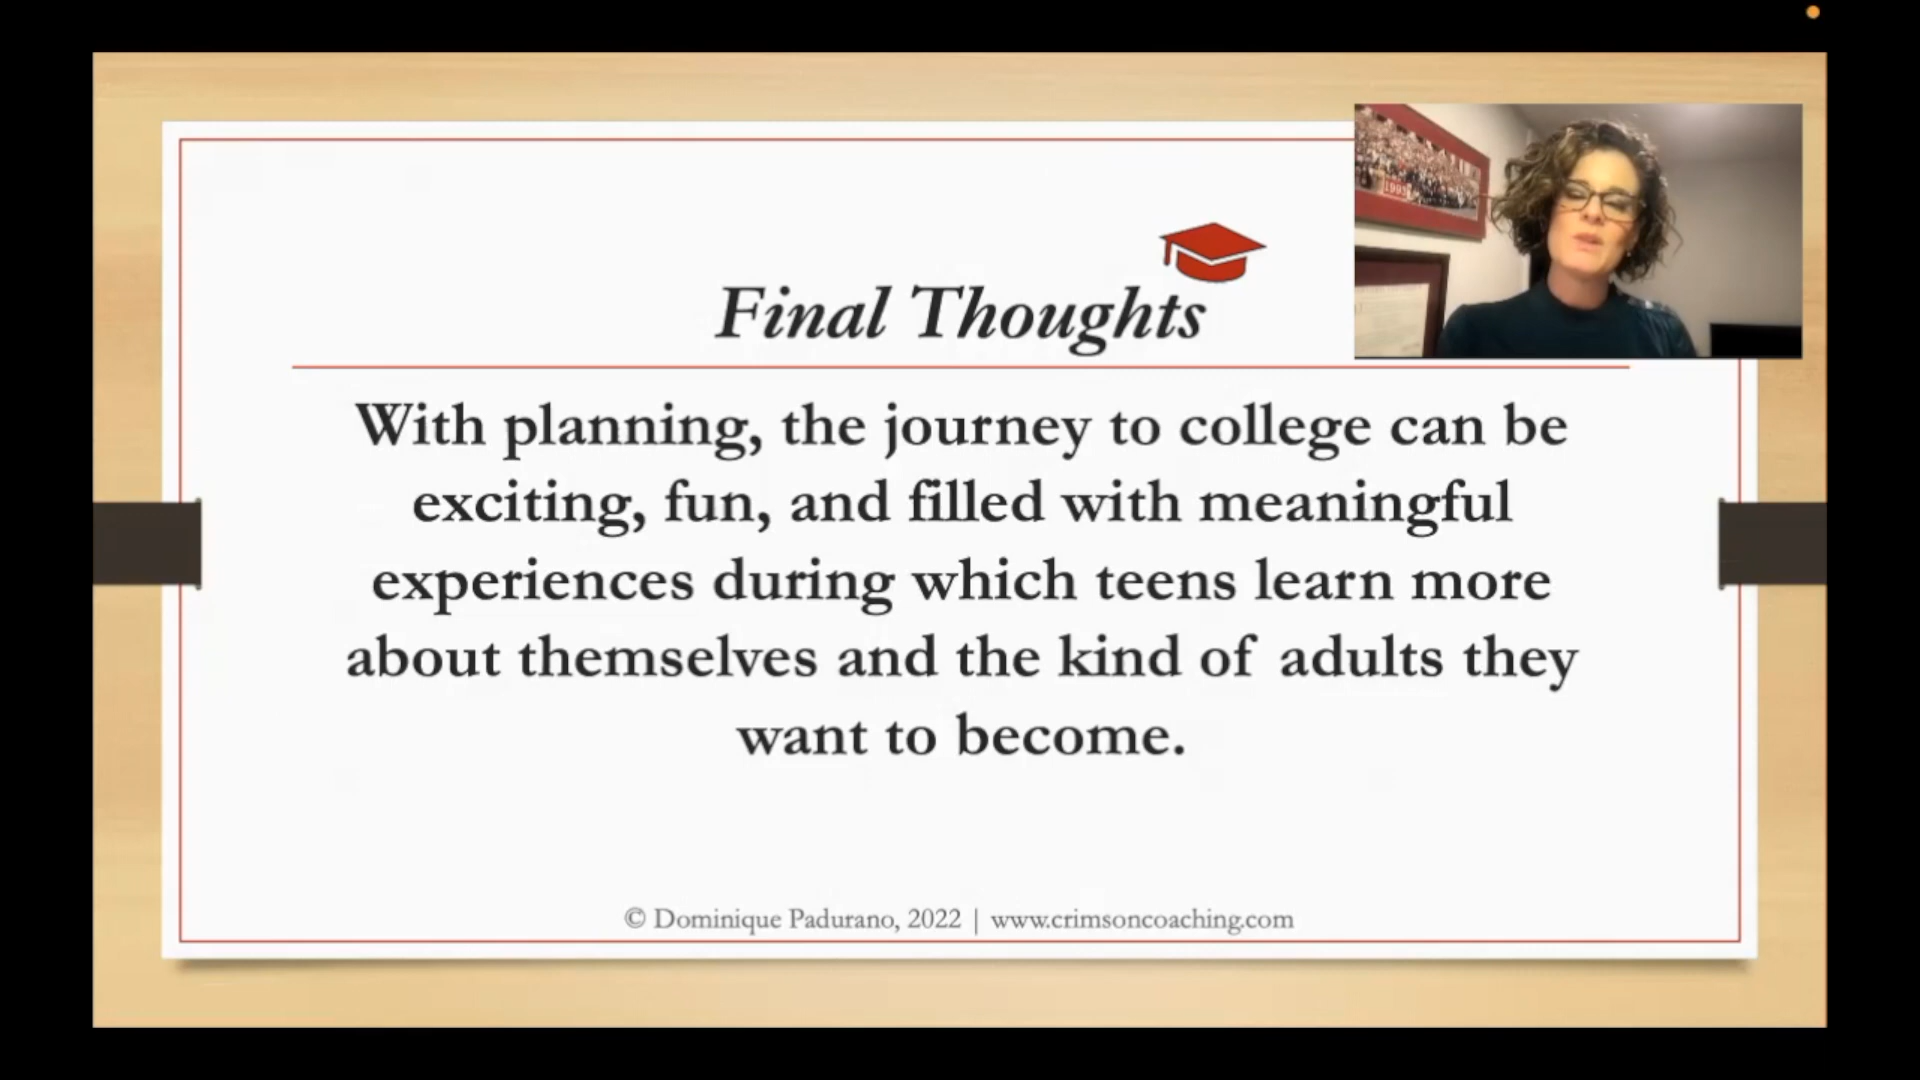 Final Thoughts
With planning, the journey to college can be
exciting, fun, and filled with meaningful
experiences during which teens learn more
about themselves and the kind of adults they
want to become.
© Dominique Padurano, 2022 | www.crimsoncoaching.com